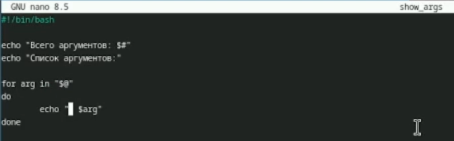 GNU nano 8.5 show_args
#!/bin/bash
echo "Всего аргументов: $#"
echo "Список аргументов:"
for arg in "$@"
do
echo " $arg"
done